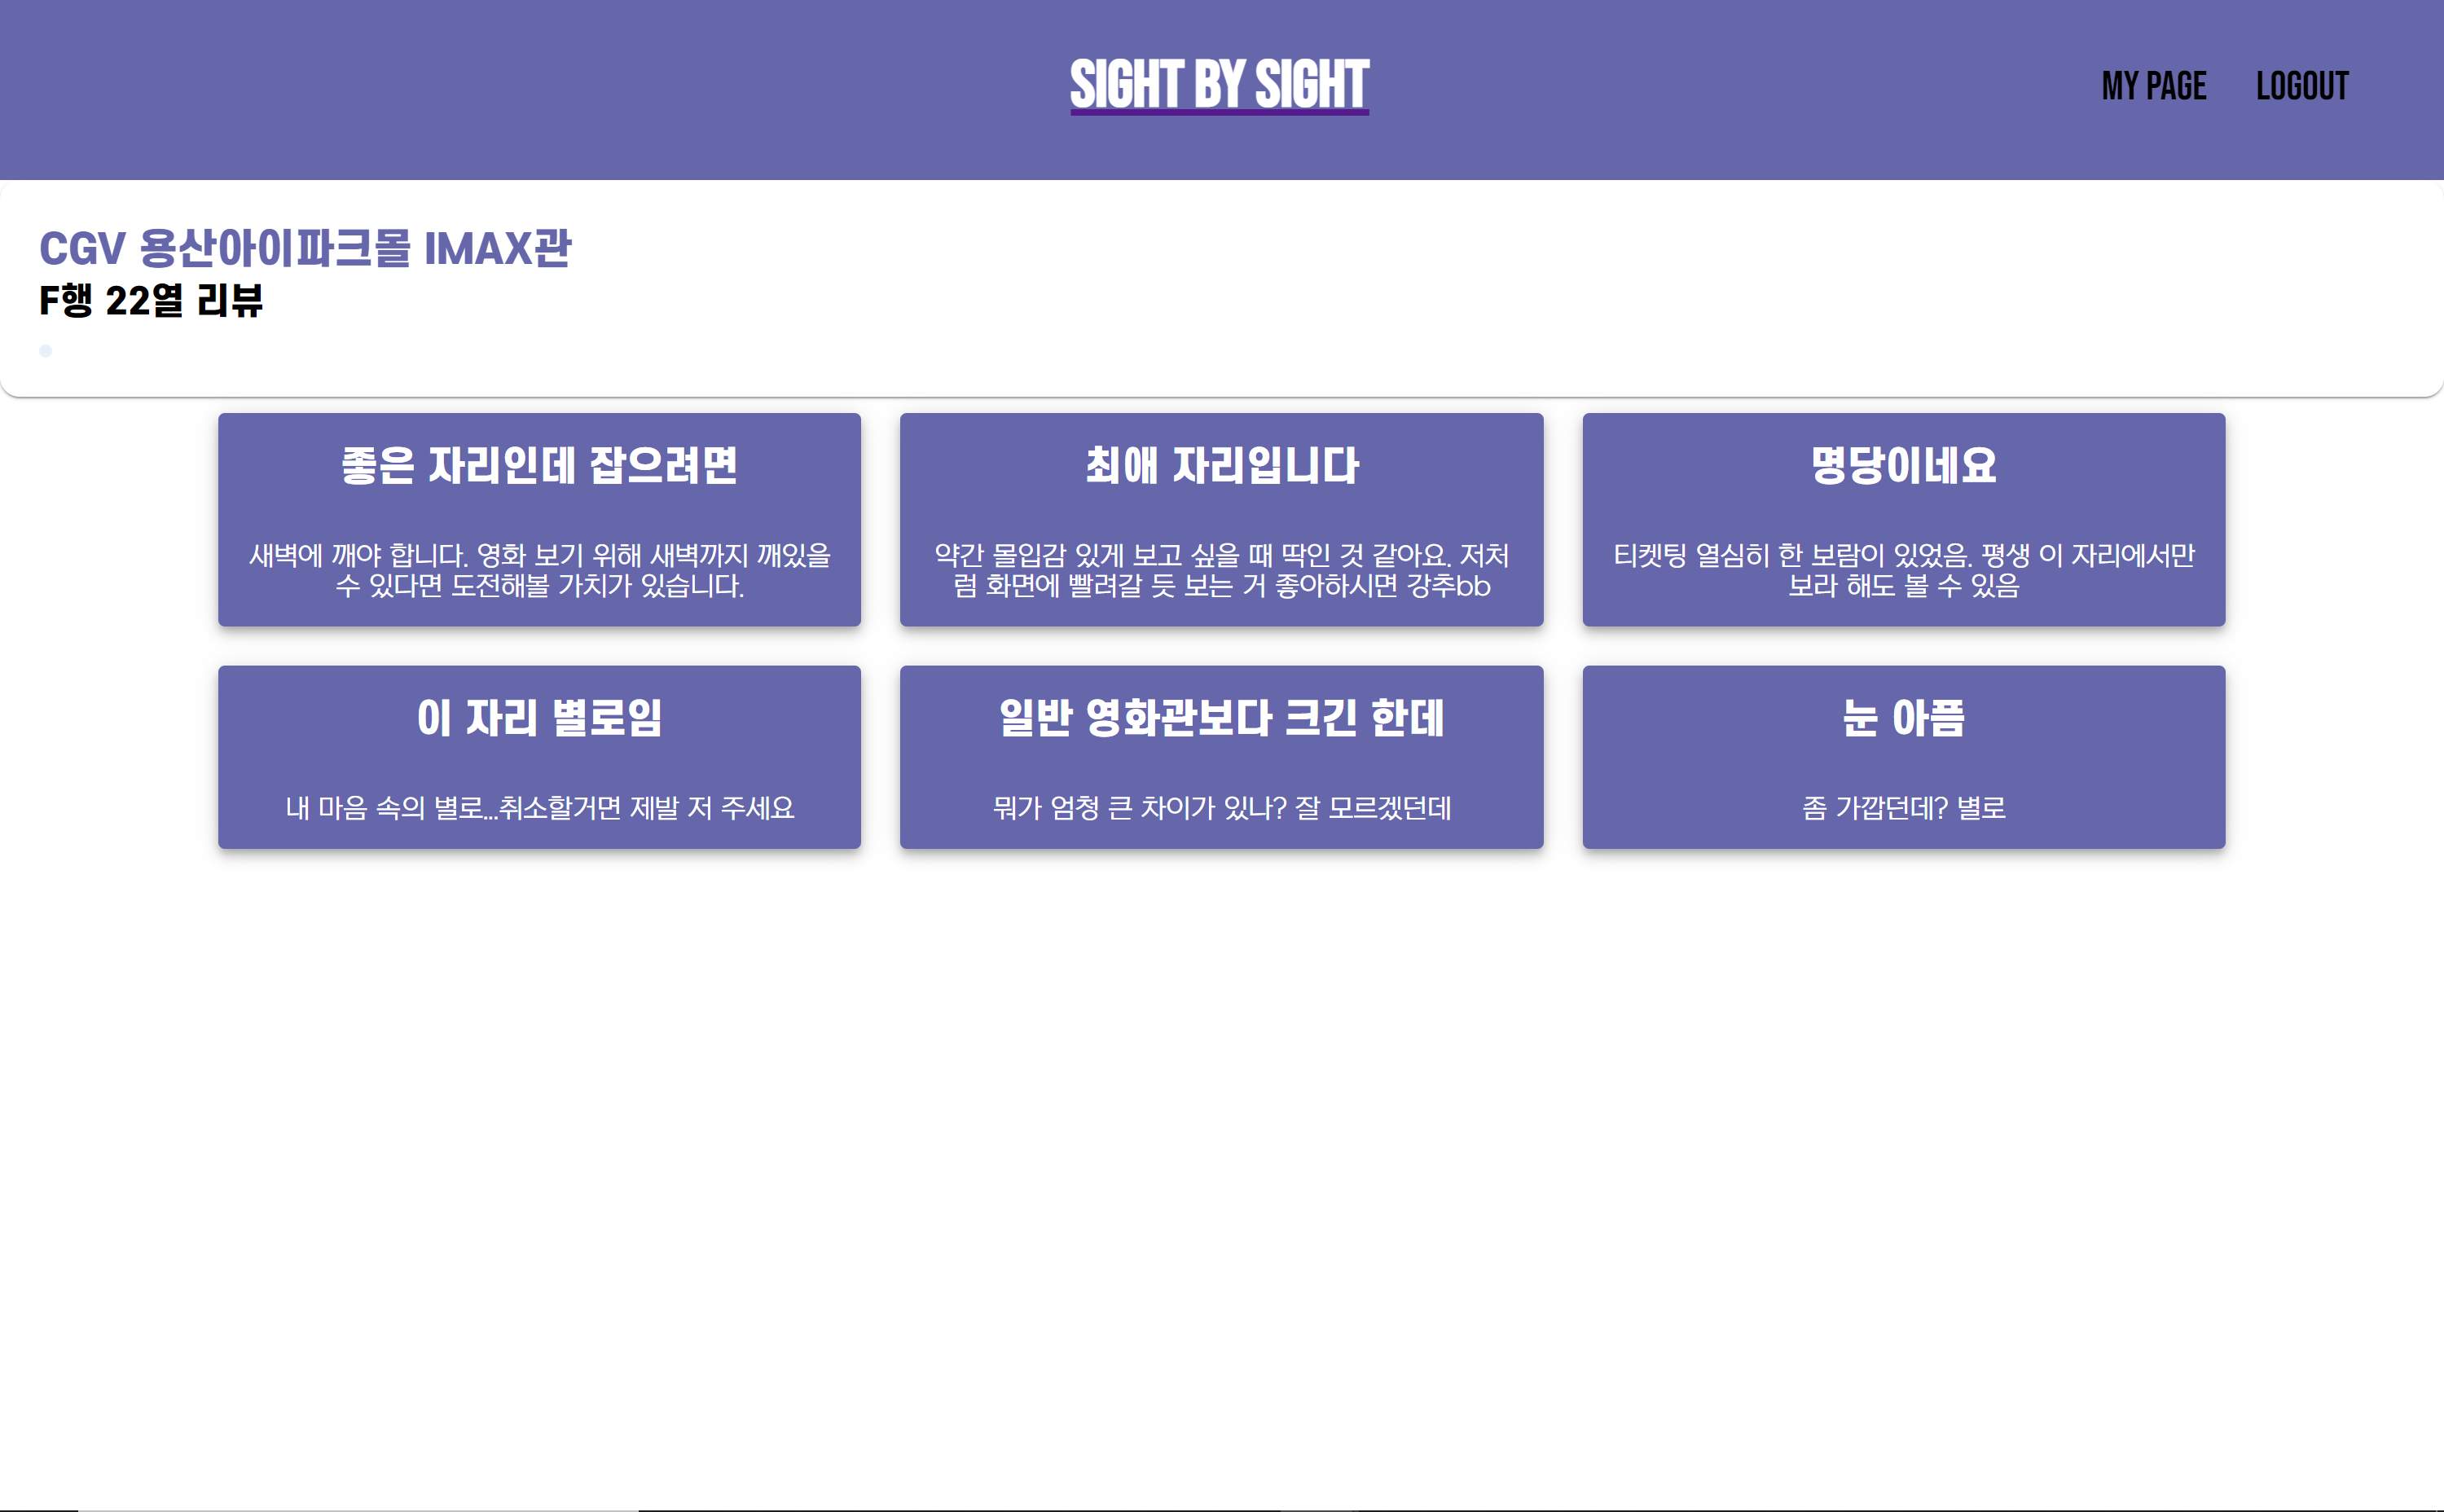 SIGHT BY SIGHT
MY PAGE
LOGOUT
CGV 용산아이파크몰 IMAX관
F행 22열 리뷰
좋은 자리인데 잡으려면
새벽에 깨야 합니다. 영화 보기 위해 새벽까지 깨있을
수 있다면 도전해볼 가치가 있습니다.
최애 자리입니다
약간 몰입감 있게 보고 싶을 때 딱인 것 같아요. 저처
럼 화면에 빨려갈 듯 보는 거 좋아하시면 강추bb
명당이네요
티켓팅 열심히 한 보람이 있었음. 평생 이 자리에서만
보라 해도 볼 수 있음
이 자리 별로임
내 마음 속의 별로...취소할거면 제발 저 주세요
일반 영화관보다 크긴 한데
뭐가 엄청 큰 차이가 있나? 잘 모르겠던데
눈 아픔
좀 가깝던데? 별로